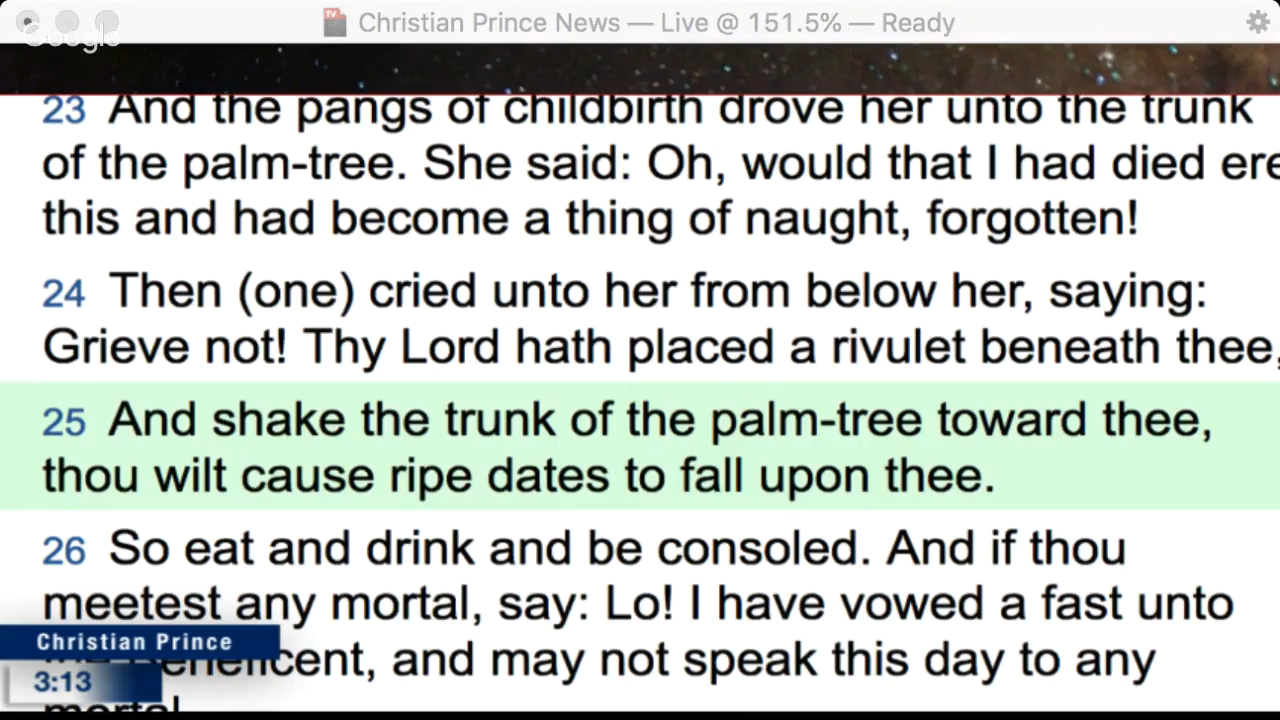 Christian Prince News — Live @ 151.5% — Ready
Google
23 And the pangs of childbirth drove her unto the trunk
of the palm-tree. She said: Oh, would that I had died ere
this and had become a thing of naught, forgotten!
24 Then (one) cried unto her from below her, saying:
Grieve not! Thy Lord hath placed a rivulet beneath thee,
25 And shake the trunk of the palm-tree toward thee,
thou wilt cause ripe dates to fall upon thee.
26 So eat and drink and be consoled. And if thou
meetest any mortal, say: Lo! I have vowed a fast unto
the Beneficent, and may not speak this day to any
mortal
Christian Prince
3:13